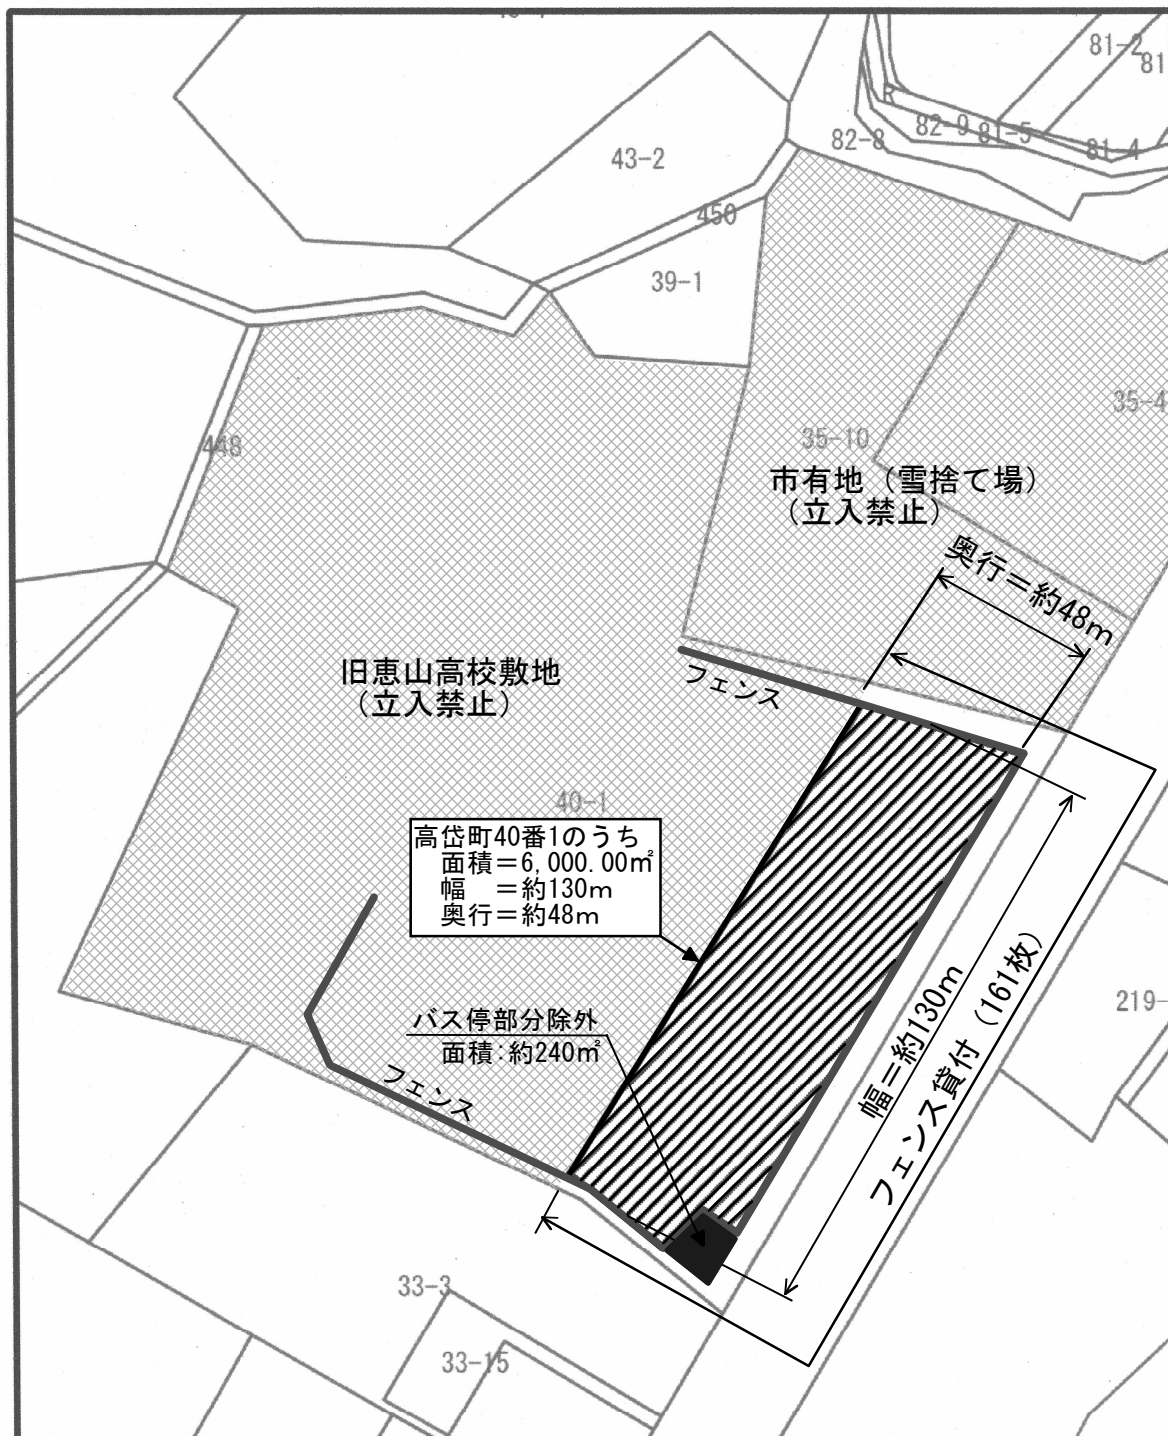 81-2
81
43-2
82-8
82-9
81-5
81-4
R
450
39-1
35-4
448
35-10
市有地（雪捨て場）
（立入禁止）
奥行＝約48m
旧恵山高校敷地
（立入禁止）
フェンス
40-1
高岱町40番1のうち
面積＝6,000.00㎡
幅　＝約130m
奥行＝約48m
219-
バス停部分除外
面積：約240㎡
フェンス
幅＝約130m
フェンス貸付（161枚）
33-3
33-15